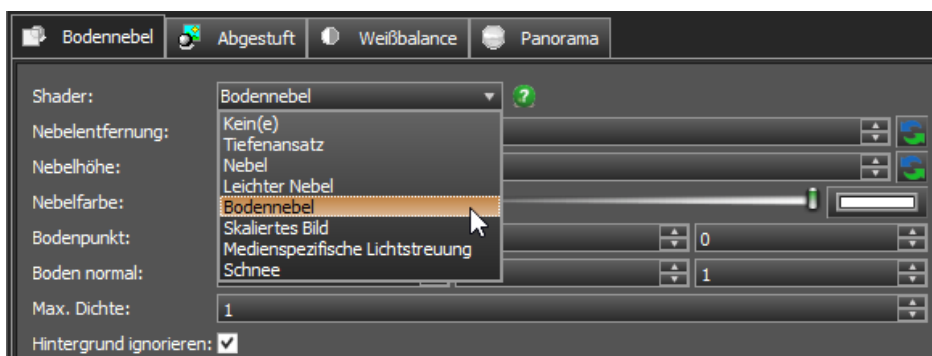 Bodennebel Abgestuft Weißbalance Panorama
Shader: Bodennebel ?
Kein(e)
Nebelentfernung:
Tiefenansatz
Nebelhöhe:
Nebel
Leichter Nebel
Nebelfarbe:
Bodennebel
Skaliertes Bild
Bodenpunkt: 0
Medienspezifische Lichtstreuung
Boden normal: 1
Schnee
Max. Dichte: 1
Hintergrund ignorieren: